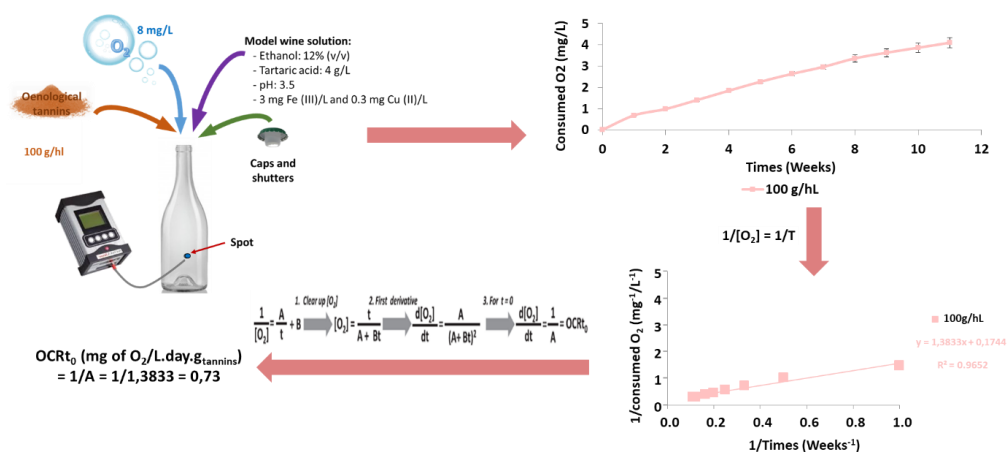 8 mg/L
O₃
Oenological
tannins
100 g/hl
Model wine solution:
- Ethanol: 12% (v/v)
- Tartaric acid: 4 g/L
- pH: 3.5
- 3 mg Fe (III)/L and 0.3 mg Cu (II)/L
Caps and
shutters
Spot
Consumed O2 (mg/L)
5
4
3
2
1
0
0 2 4 6 8 10 12
Times (Weeks)
100 g/hL
1/[O₂] = 1/T
1/consumed O₂ (mg⁻¹/L⁻¹)
5
4
3
2
1
0
0.0 0.2 0.4 0.6 0.8 1.0
1/Times (Weeks⁻¹)
100g/hL
y = 1,3833x + 0,1744
R² = 0.9652
1. Clear up [O₂] 2. First derivative 3. For t = 0
1/[O₂] = A/t + B [O₂] = t/(A + Bt) d[O₂]/dt = A/(A+ Bt)² d[O₂]/dt = 1/A = OCRt₀
OCRt₀ (mg of O₂/L.day.g tannins)
= 1/A = 1/1,3833 = 0,73